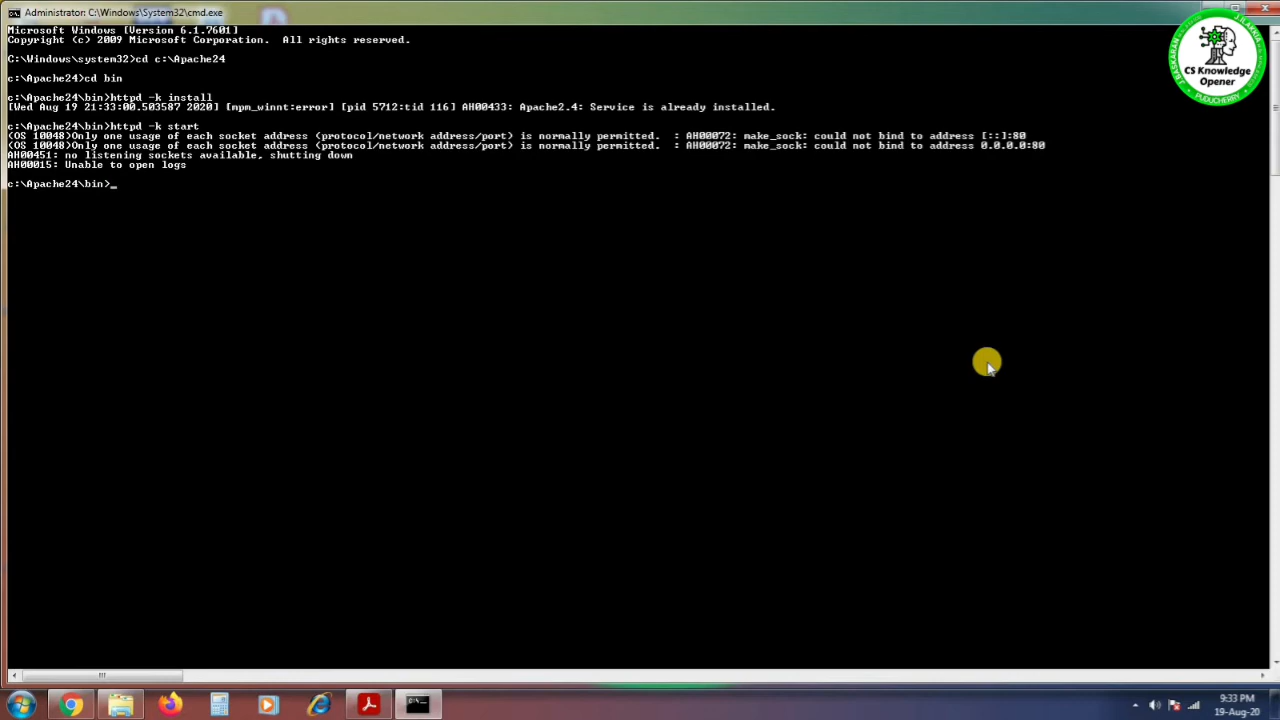 Administrator: C:\Windows\System32\cmd.exe
Microsoft Windows [Version 6.1.7601]
Copyright (c) 2009 Microsoft Corporation.  All rights reserved.
C:\Windows\system32>cd c:\Apache24
c:\Apache24>cd bin
c:\Apache24\bin>httpd -k install
[Wed Aug 19 21:33:00.503587 2020] [mpm_winnt:error] [pid 5712:tid 116] AH00433: Apache2.4: Service is already installed.
c:\Apache24\bin>httpd -k start
(OS 10048)Only one usage of each socket address (protocol/network address/port) is normally permitted.  : AH00072: make_sock: could not bind to address [::]:80
(OS 10048)Only one usage of each socket address (protocol/network address/port) is normally permitted.  : AH00072: make_sock: could not bind to address 0.0.0.0:80
AH00451: no listening sockets available, shutting down
AH00015: Unable to open logs
c:\Apache24\bin>_
CS Knowledge
Opener
PUDUCHERRY
9:33 PM
19-Aug-20